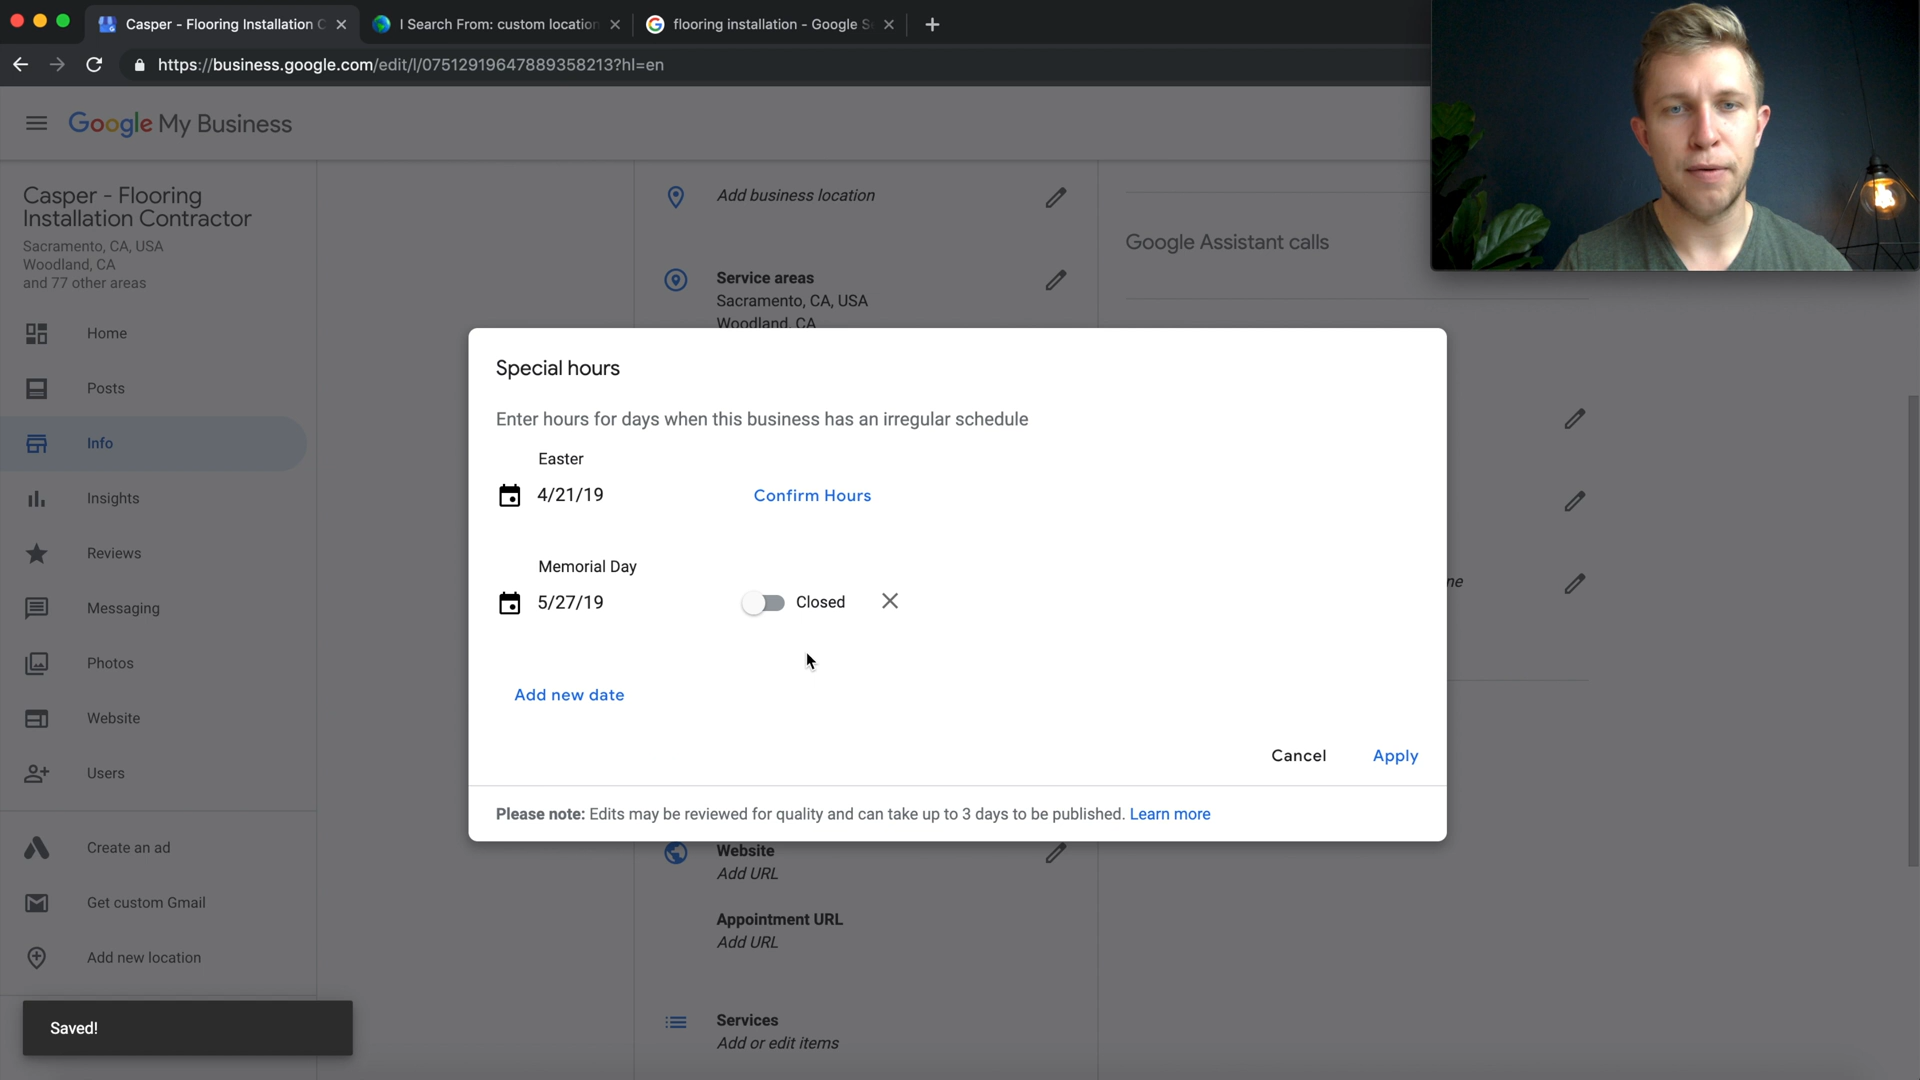 Casper - Flooring Installation C
I Search From: custom location
flooring installation - Google S
https://business.google.com/edit/l/07512919647889358213?hl=en
Google My Business
Casper - Flooring
Installation Contractor
Sacramento, CA, USA
Woodland, CA
and 77 other areas
Home
Posts
Info
Insights
Reviews
Messaging
Photos
Website
Users
Create an ad
Get custom Gmail
Add new location
Saved!
Add business location
Service areas
Sacramento, CA, USA
Woodland, CA
Google Assistant calls
Special hours
Enter hours for days when this business has an irregular schedule
Easter
4/21/19
Confirm Hours
Memorial Day
5/27/19
Closed
Add new date
Cancel
Apply
Please note: Edits may be reviewed for quality and can take up to 3 days to be published. Learn more
ne
Website
Add URL
Appointment URL
Add URL
Services
Add or edit items